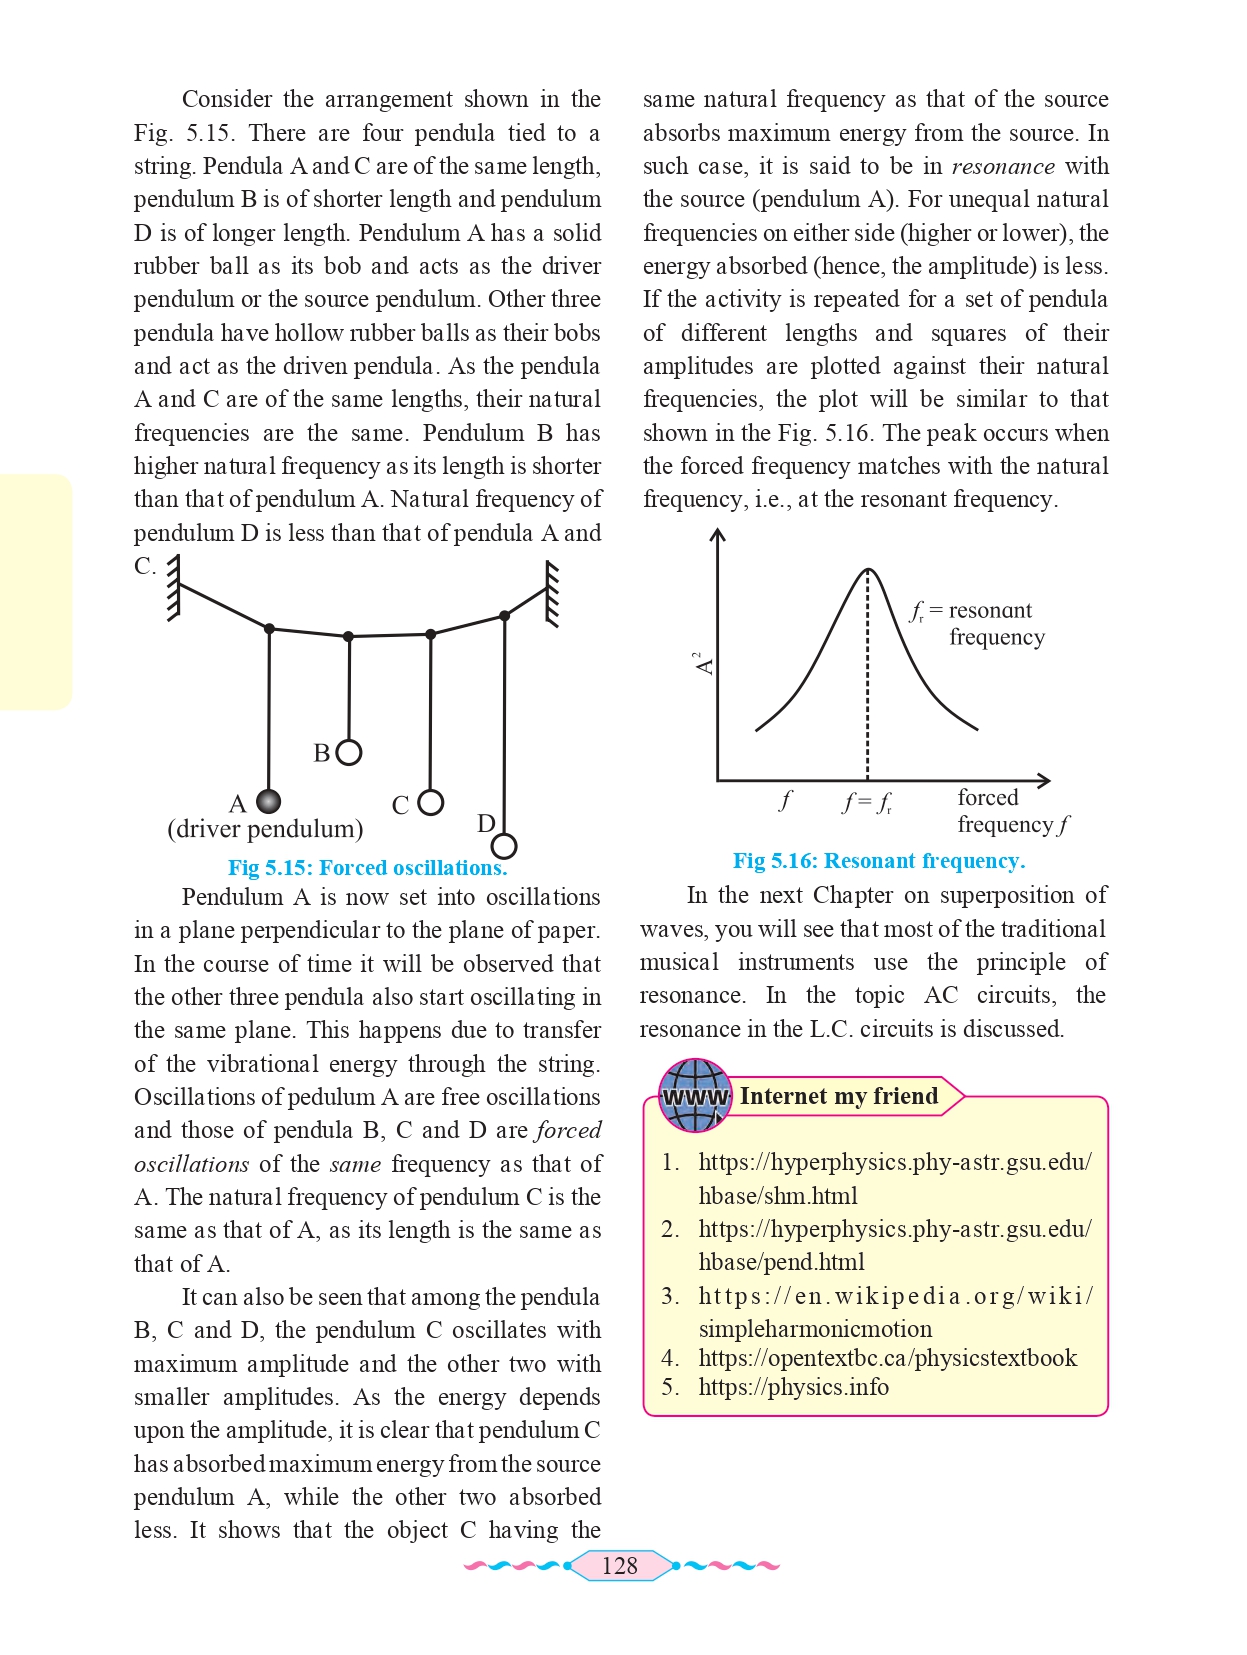 Consider the arrangement shown in the
Fig. 5.15. There are four pendula tied to a
string. Pendula A and C are of the same length,
pendulum B is of shorter length and pendulum
D is of longer length. Pendulum A has a solid
rubber ball as its bob and acts as the driver
pendulum or the source pendulum. Other three
pendula have hollow rubber balls as their bobs
and act as the driven pendula. As the pendula
A and C are of the same lengths, their natural
frequencies are the same. Pendulum B has
higher natural frequency as its length is shorter
than that of pendulum A. Natural frequency of
pendulum D is less than that of pendula A and
C.
B
A
C
D
(driver pendulum)
Fig 5.15: Forced oscillations.
Pendulum A is now set into oscillations
in a plane perpendicular to the plane of paper.
In the course of time it will be observed that
the other three pendula also start oscillating in
the same plane. This happens due to transfer
of the vibrational energy through the string.
Oscillations of pedulum A are free oscillations
and those of pendula B, C and D are forced
oscillations of the same frequency as that of
A. The natural frequency of pendulum C is the
same as that of A, as its length is the same as
that of A.
It can also be seen that among the pendula
B, C and D, the pendulum C oscillates with
maximum amplitude and the other two with
smaller amplitudes. As the energy depends
upon the amplitude, it is clear that pendulum C
has absorbed maximum energy from the source
pendulum A, while the other two absorbed
less. It shows that the object C having the
same natural frequency as that of the source
absorbs maximum energy from the source. In
such case, it is said to be in resonance with
the source (pendulum A). For unequal natural
frequencies on either side (higher or lower), the
energy absorbed (hence, the amplitude) is less.
If the activity is repeated for a set of pendula
of different lengths and squares of their
amplitudes are plotted against their natural
frequencies, the plot will be similar to that
shown in the Fig. 5.16. The peak occurs when
the forced frequency matches with the natural
frequency, i.e., at the resonant frequency.
fᵣ = resonant
frequency
A²
f
f = fᵣ
forced
frequency f
Fig 5.16: Resonant frequency.
In the next Chapter on superposition of
waves, you will see that most of the traditional
musical instruments use the principle of
resonance. In the topic AC circuits, the
resonance in the L.C. circuits is discussed.
WWW Internet my friend
1. https://hyperphysics.phy-astr.gsu.edu/
hbase/shm.html
2. https://hyperphysics.phy-astr.gsu.edu/
hbase/pend.html
3. https://en.wikipedia.org/wiki/
simpleharmonicmotion
4. https://opentextbc.ca/physicstextbook
5. https://physics.info
128